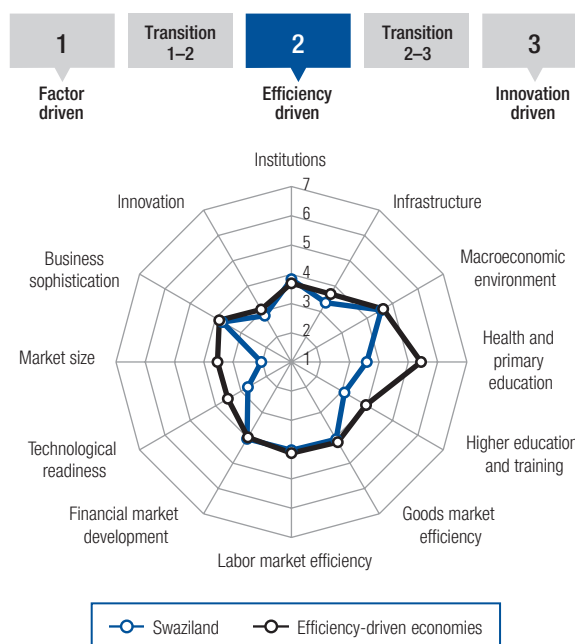 1
Transition
1–2
2
Transition
2–3
3
Factor
driven
Efficiency
driven
Innovation
driven
Institutions
Infrastructure
Macroeconomic
environment
Health and
primary
education
Higher education
and training
Goods market
efficiency
Labor market efficiency
Financial market
development
Technological
readiness
Market size
Business
sophistication
Innovation
7
6
5
4
3
2
1
Swaziland
Efficiency-driven economies